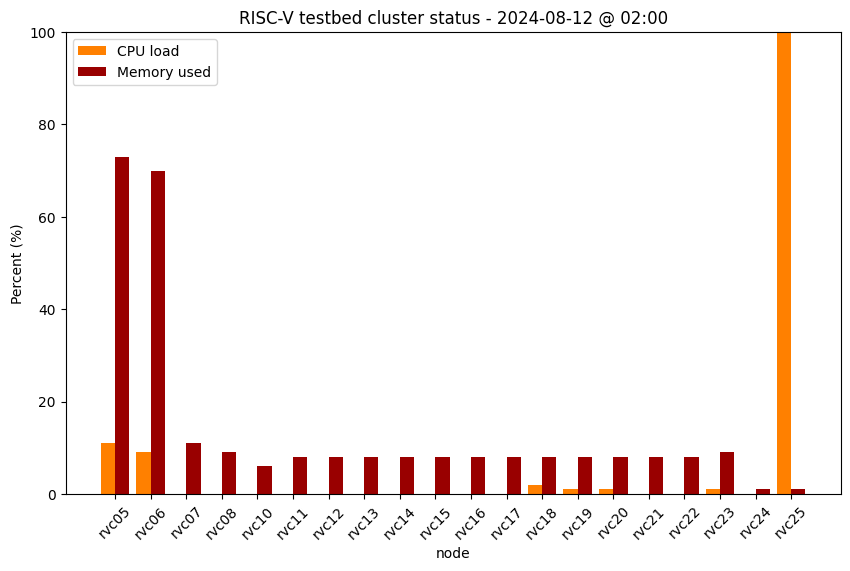 RISC-V testbed cluster status - 2024-08-12 @ 02:00
CPU load
Memory used
Percent (%)
100
80
60
40
20
0
rvc05 rvc06 rvc07 rvc08 rvc10 rvc11 rvc12 rvc13 rvc14 rvc15 rvc16 rvc17 rvc18 rvc19 rvc20 rvc21 rvc22 rvc23 rvc24 rvc25
node